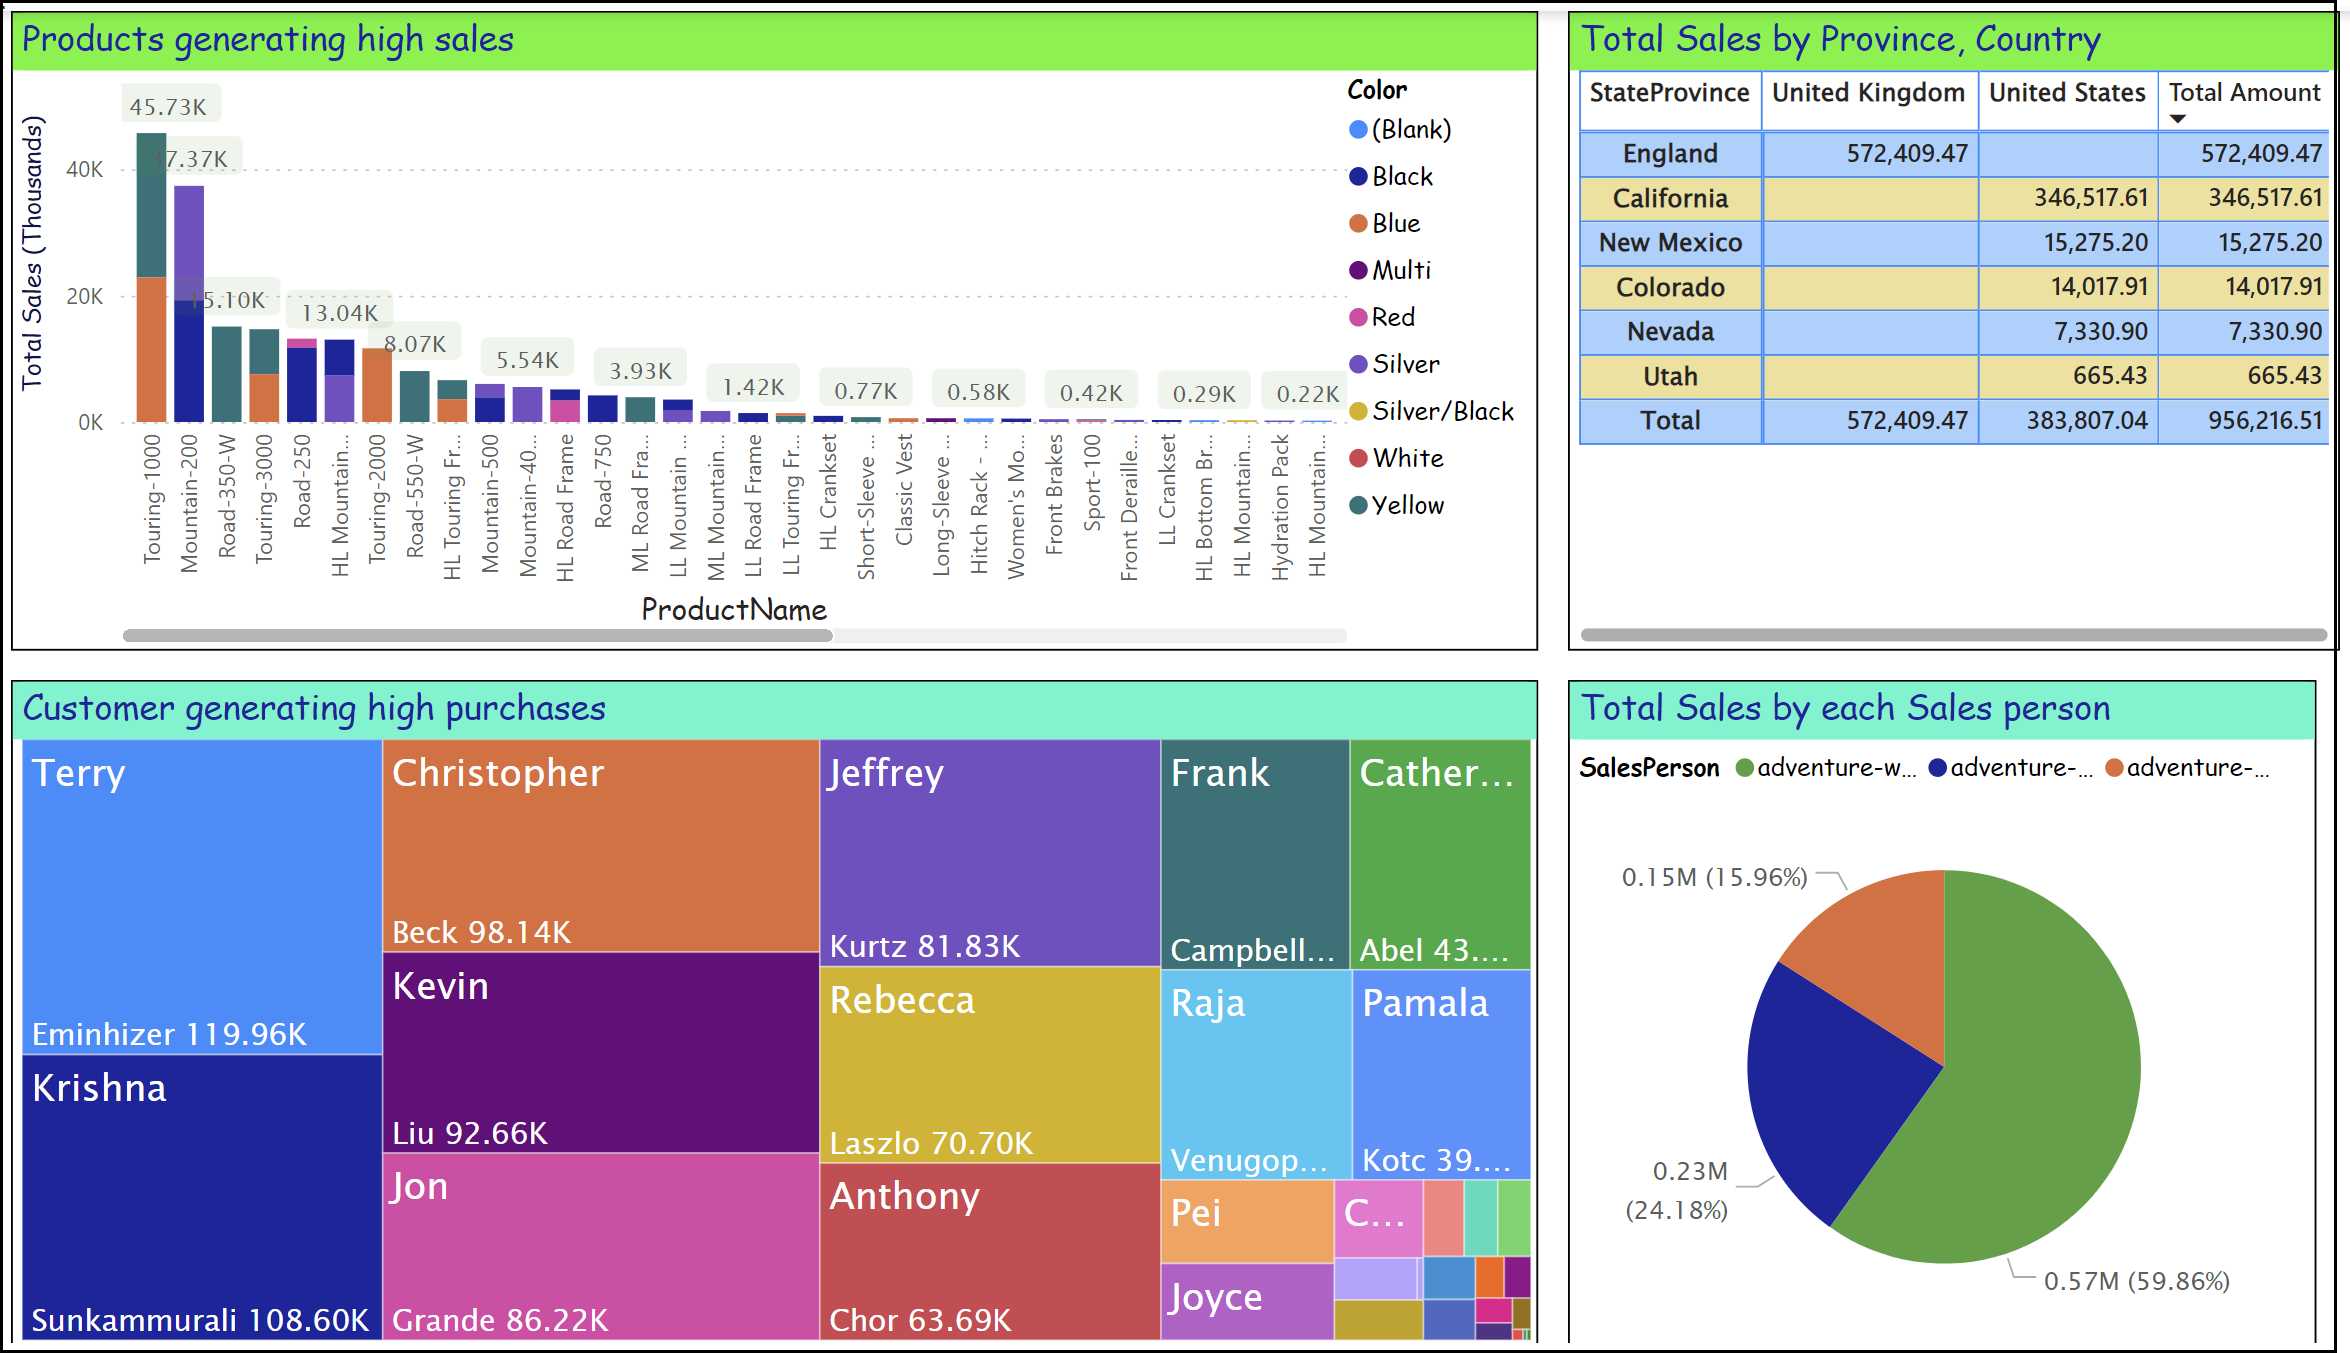 Products generating high sales
Total Sales (Thousands)
40K
20K
0K
45.73K
37.37K
15.10K
13.04K
8.07K
5.54K
3.93K
1.42K
0.77K
0.58K
0.42K
0.29K
0.22K
Touring-1000
Mountain-200
Road-350-W
Touring-3000
Road-250
HL Mountain...
Touring-2000
Road-550-W
HL Touring Fr...
Mountain-500
Mountain-40...
HL Road Frame
Road-750
ML Road Fra...
LL Mountain ...
ML Mountain...
LL Road Frame
LL Touring Fr...
HL Crankset
Short-Sleeve ...
Classic Vest
Long-Sleeve ...
Hitch Rack - ...
Women's Mo...
Front Brakes
Sport-100
Front Deraille...
LL Crankset
HL Bottom Br...
HL Mountain...
Hydration Pack
HL Mountain...
ProductName
Color
(Blank)
Black
Blue
Multi
Red
Silver
Silver/Black
White
Yellow
Total Sales by Province, Country
StateProvince United Kingdom United States Total Amount
England 572,409.47 572,409.47
California 346,517.61 346,517.61
New Mexico 15,275.20 15,275.20
Colorado 14,017.91 14,017.91
Nevada 7,330.90 7,330.90
Utah 665.43 665.43
Total 572,409.47 383,807.04 956,216.51
Customer generating high purchases
Terry
Eminhizer 119.96K
Krishna
Sunkammurali 108.60K
Christopher
Beck 98.14K
Kevin
Liu 92.66K
Jon
Grande 86.22K
Jeffrey
Kurtz 81.83K
Rebecca
Laszlo 70.70K
Anthony
Chor 63.69K
Frank
Campbell...
Cather...
Abel 43....
Raja
Venugop...
Pamala
Kotc 39....
Pei
C...
Joyce
Total Sales by each Sales person
SalesPerson adventure-w... adventure-... adventure-...
0.15M (15.96%)
0.23M
(24.18%)
0.57M (59.86%)